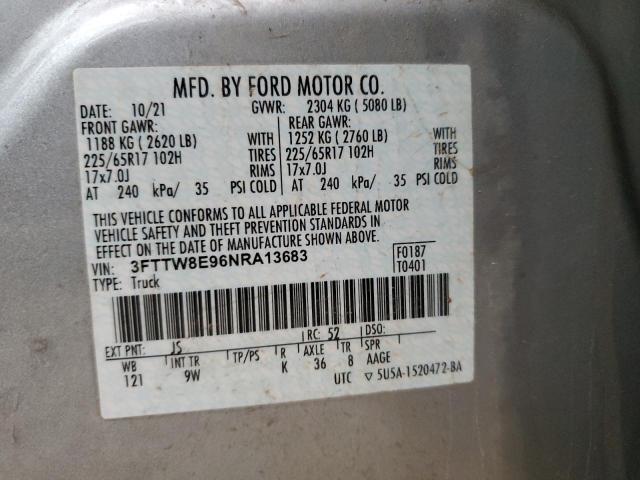 MFD. BY FORD MOTOR CO.
DATE: 10/21 GVWR: 2304 KG ( 5080 LB)
FRONT GAWR: REAR GAWR:
1188 KG ( 2620 LB) WITH 1252 KG ( 2760 LB) WITH
225/65R17 102H TIRES 225/65R17 102H TIRES
17x7.0J RIMS 17x7.0J RIMS
AT 240 kPa/ 35 PSI COLD AT 240 kPa/ 35 PSI COLD
THIS VEHICLE CONFORMS TO ALL APPLICABLE FEDERAL MOTOR
VEHICLE SAFETY AND THEFT PREVENTION STANDARDS IN
EFFECT ON THE DATE OF MANUFACTURE SHOWN ABOVE.
VIN: 3FTTW8E96NRA13683 F0187
TYPE: Truck T0401
EXT PNT: JS RC: 52 DSO:
WB INT TR TP/PS R AXLE TR SPR
121 9W K 36 8 AAGE
UTC ▽ 5U5A-1520472-BA